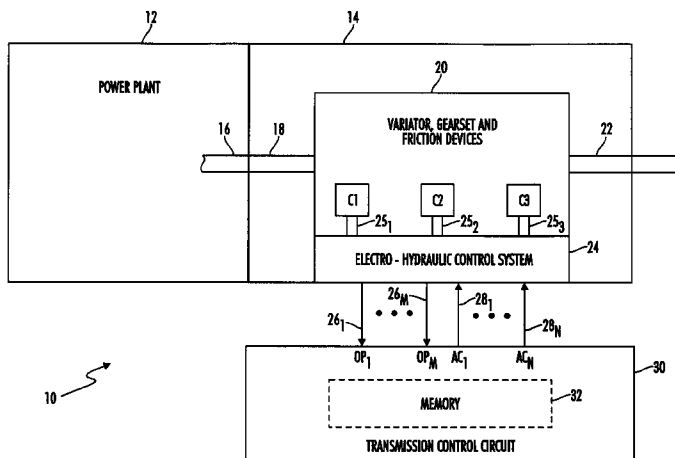 12
14
POWER PLANT
20
VARIATOR, GEARSET AND
FRICTION DEVICES
16
18
22
C1
C2
C3
25₁
25₂
25₃
24
ELECTRO - HYDRAULIC CONTROL SYSTEM
26₁
26M
28₁
28N
OP₁
OPM
AC₁
ACN
30
10
32
MEMORY
TRANSMISSION CONTROL CIRCUIT